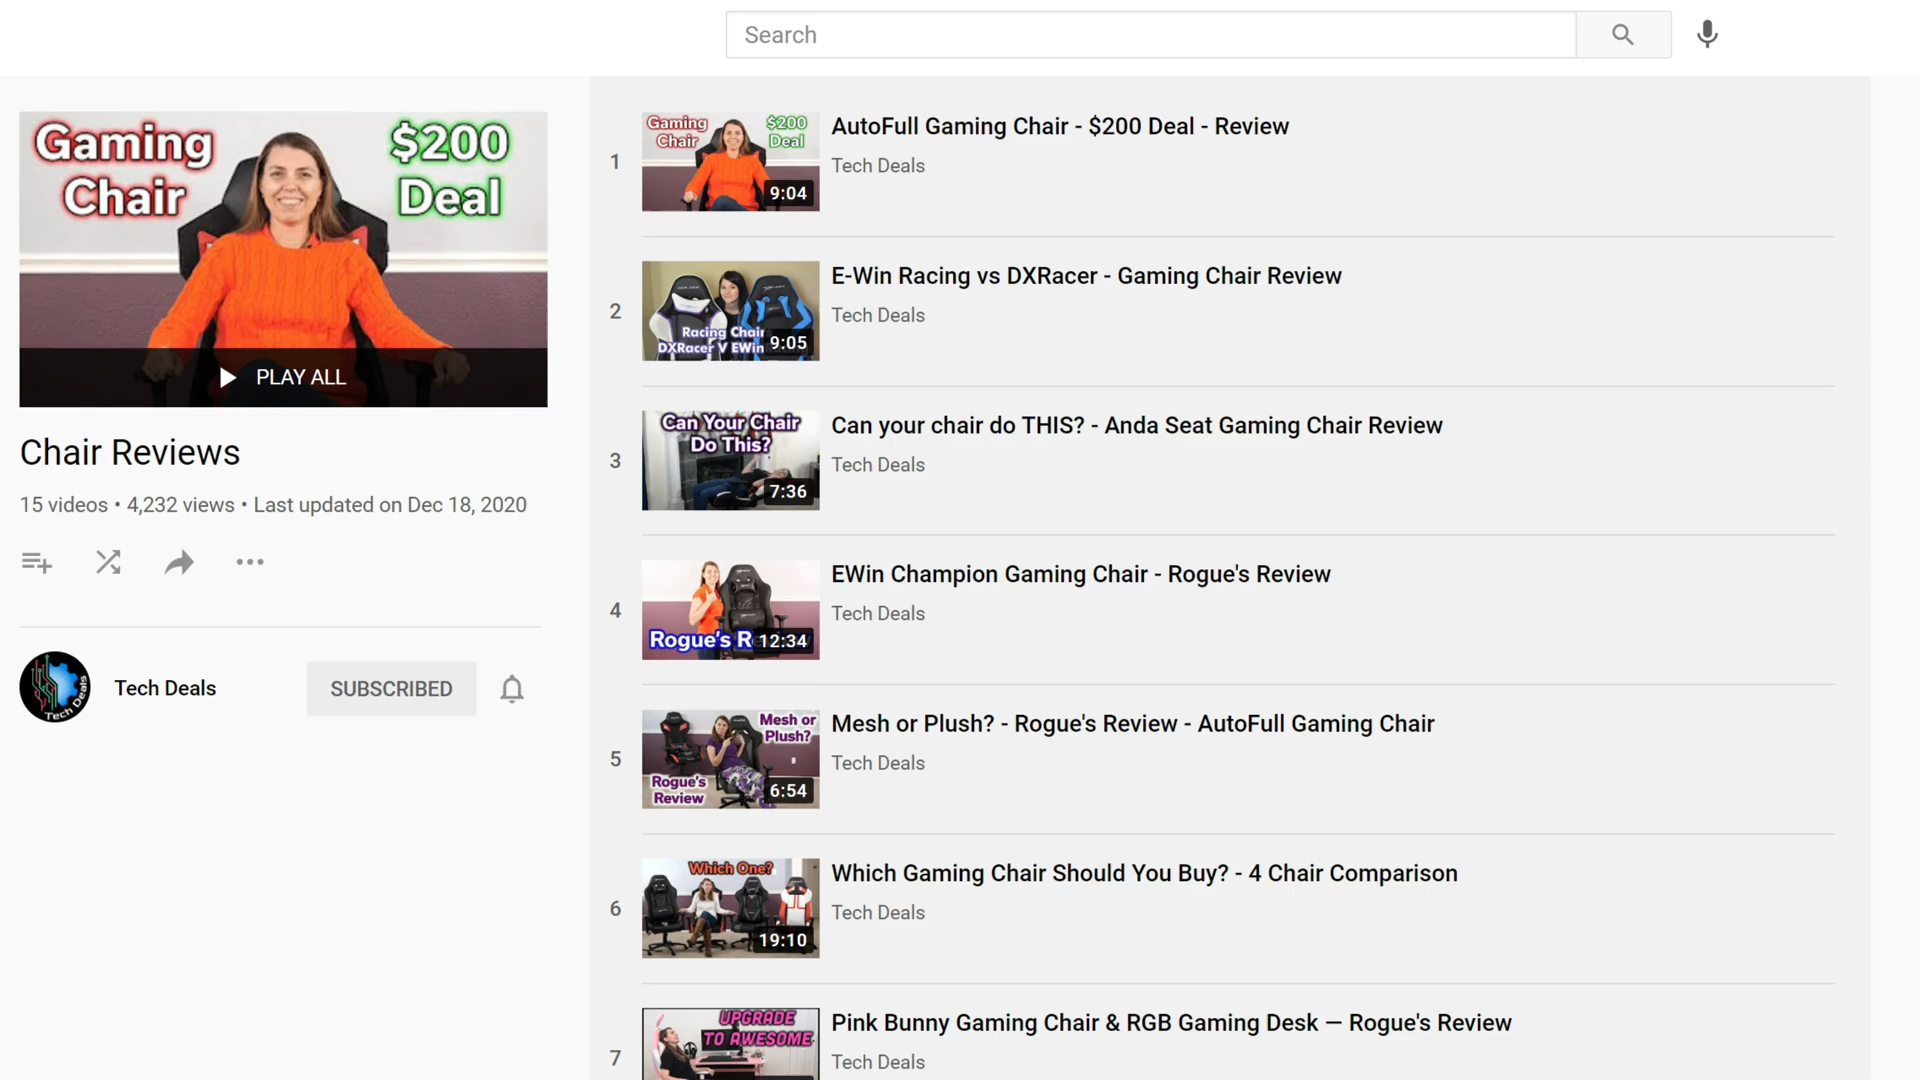 Search
Gaming
Chair
$200
Deal
PLAY ALL
Chair Reviews
15 videos • 4,232 views • Last updated on Dec 18, 2020
Tech Deals
Tech Deals
SUBSCRIBED
1
Gaming
Chair
$200
Deal
9:04
AutoFull Gaming Chair - $200 Deal - Review
Tech Deals
2
Racing Chair
DXRacer V EWin
9:05
E-Win Racing vs DXRacer - Gaming Chair Review
Tech Deals
3
Can Your Chair
Do This?
7:36
Can your chair do THIS? - Anda Seat Gaming Chair Review
Tech Deals
4
Rogue's R
12:34
EWin Champion Gaming Chair - Rogue's Review
Tech Deals
5
Mesh or
Plush?
Rogue's
Review
6:54
Mesh or Plush? - Rogue's Review - AutoFull Gaming Chair
Tech Deals
6
Which One?
19:10
Which Gaming Chair Should You Buy? - 4 Chair Comparison
Tech Deals
7
UPGRADE
TO AWESOME
Pink Bunny Gaming Chair & RGB Gaming Desk — Rogue's Review
Tech Deals